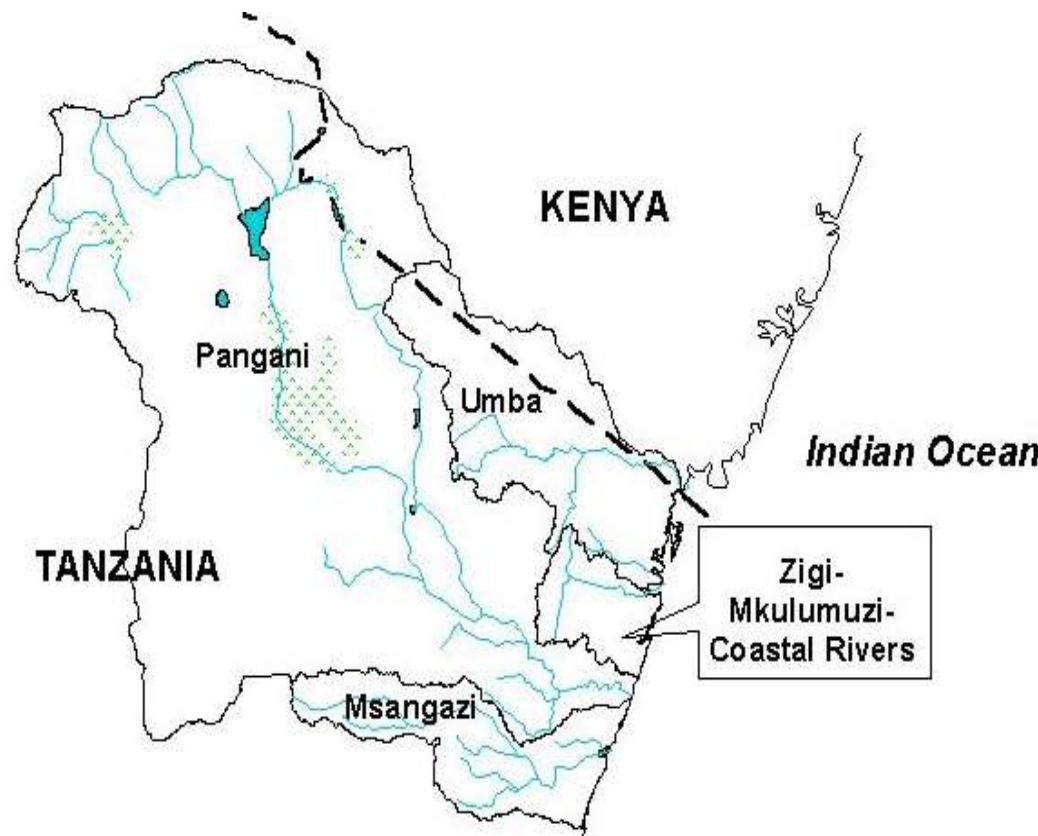 KENYA
Pangani
Umba
Indian Ocean
TANZANIA
Zigi-
Mkulumuzi-
Coastal Rivers
Msangazi